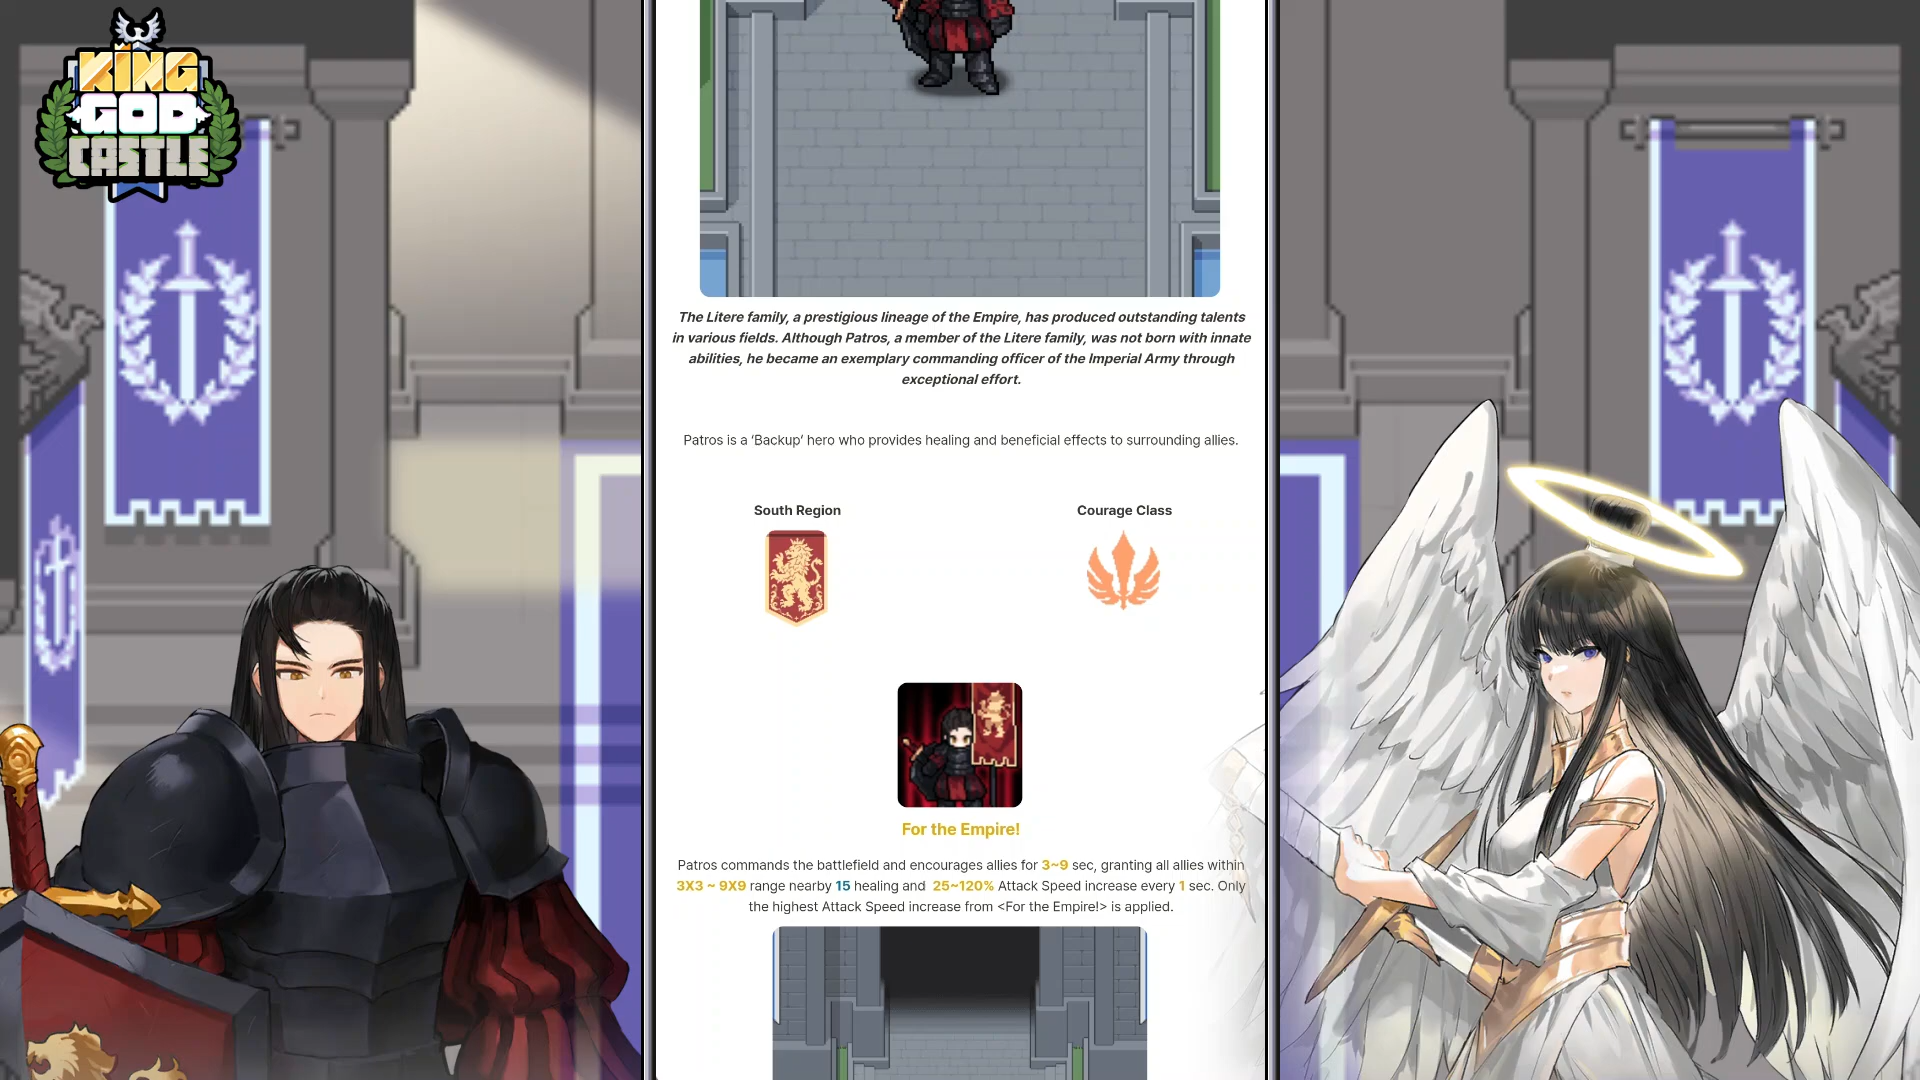 KING
GOD
CASTLE
The Litere family, a prestigious lineage of the Empire, has produced outstanding talents
in various fields. Although Patros, a member of the Litere family, was not born with innate
abilities, he became an exemplary commanding officer of the Imperial Army through
exceptional effort.
Patros is a ‘Backup’ hero who provides healing and beneficial effects to surrounding allies.
South Region
Courage Class
For the Empire!
Patros commands the battlefield and encourages allies for 3~9 sec, granting all allies within
3X3 ~ 9X9 range nearby 15 healing and 25~120% Attack Speed increase every 1 sec. Only
the highest Attack Speed increase from <For the Empire!> is applied.